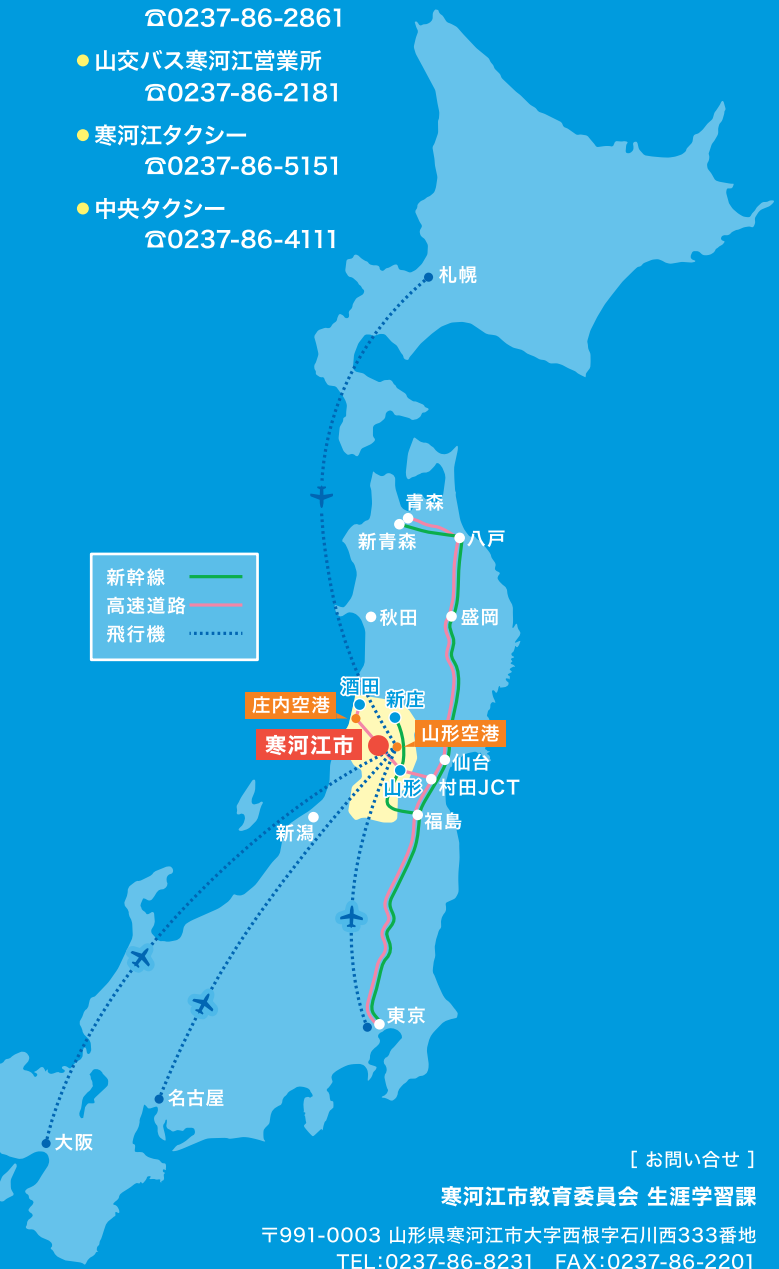 ☎0237-86-2861
●山交バス寒河江営業所
☎0237-86-2181
●寒河江タクシー
☎0237-86-5151
●中央タクシー
☎0237-86-4111
札幌
青森
新青森
八戸
新幹線
高速道路
飛行機
秋田
盛岡
酒田
新庄
庄内空港
山形空港
寒河江市
仙台
山形
村田JCT
福島
新潟
東京
名古屋
大阪
[ お問い合せ ]
寒河江市教育委員会 生涯学習課
〒991-0003 山形県寒河江市大字西根字石川西333番地
TEL:0237-86-8231 FAX:0237-86-2201